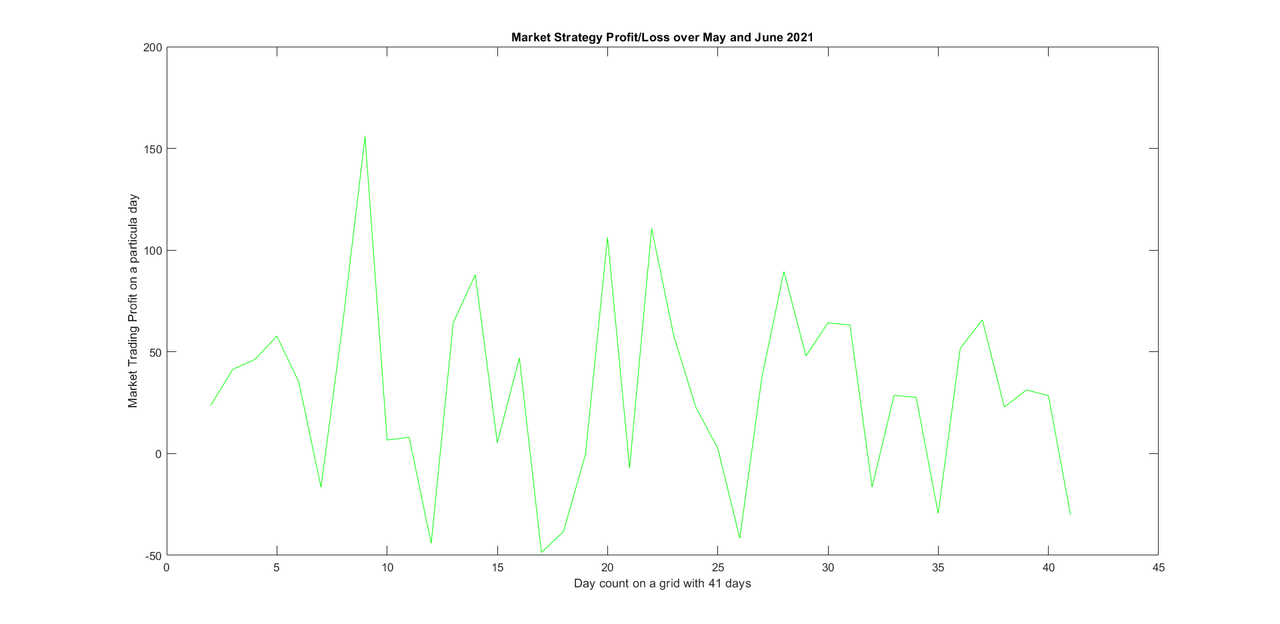 Market Strategy Profit/Loss over May and June 2021
200
150
100
50
0
-50
Market Trading Profit on a particula day
0 5 10 15 20 25 30 35 40 45
Day count on a grid with 41 days